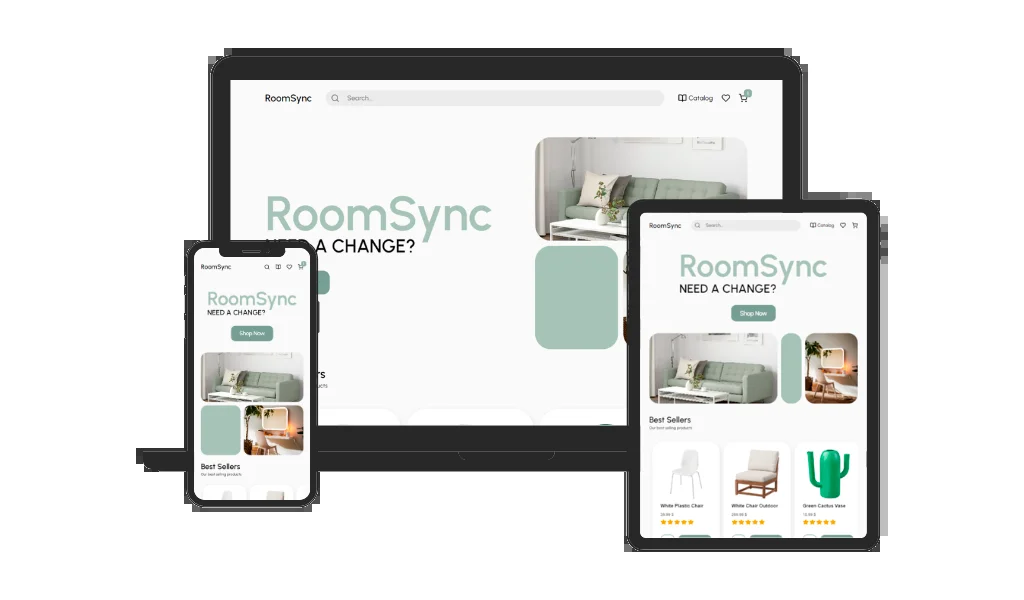 RoomSync
Search..
Catalog
RoomSync
NEED A CHANGE?
RoomSync
RoomSync
NEED A CHANGE?
Shop Now
Best Sellers
Our best selling products
RoomSync
Search..
Catalog
RoomSync
NEED A CHANGE?
Shop Now
Best Sellers
Our best selling products
White Plastic Chair
White Chair Outdoor
Green Cactus Vase